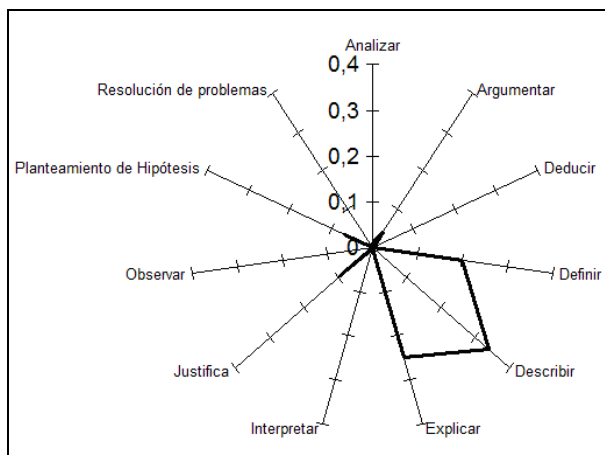 Analizar
0,4
Resolución de problemas
Argumentar
0,3
Planteamiento de Hipótesis
0,2
Deducir
0,1
0
Observar
Definir
Justifica
Describir
Interpretar
Explicar